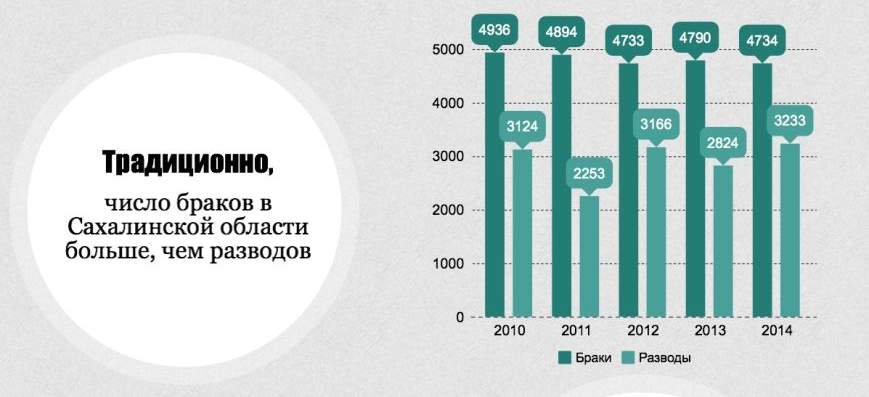 Традиционно,
число браков в
Сахалинской области
больше, чем разводов
4936 4894 4733 4790 4734
3124 2253 3166 2824 3233
5000
4000
3000
2000
1000
0
2010 2011 2012 2013 2014
Браки Разводы